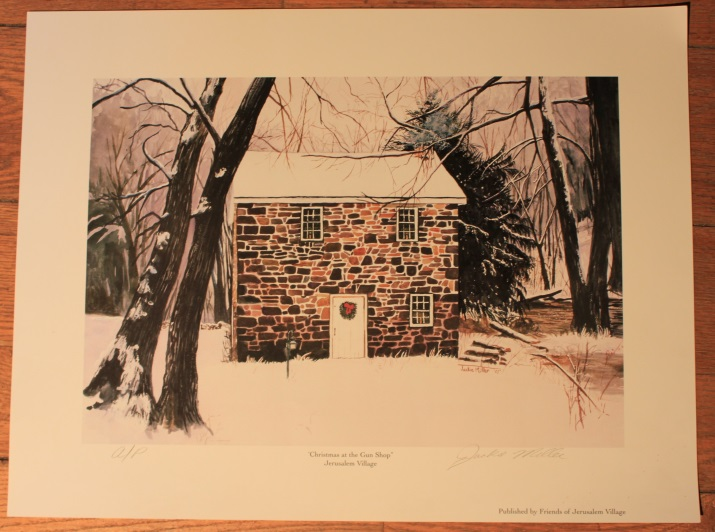 A/P
"Christmas at the Gun Shop"
Jerusalem Village
Published by Friends of Jerusalem Village